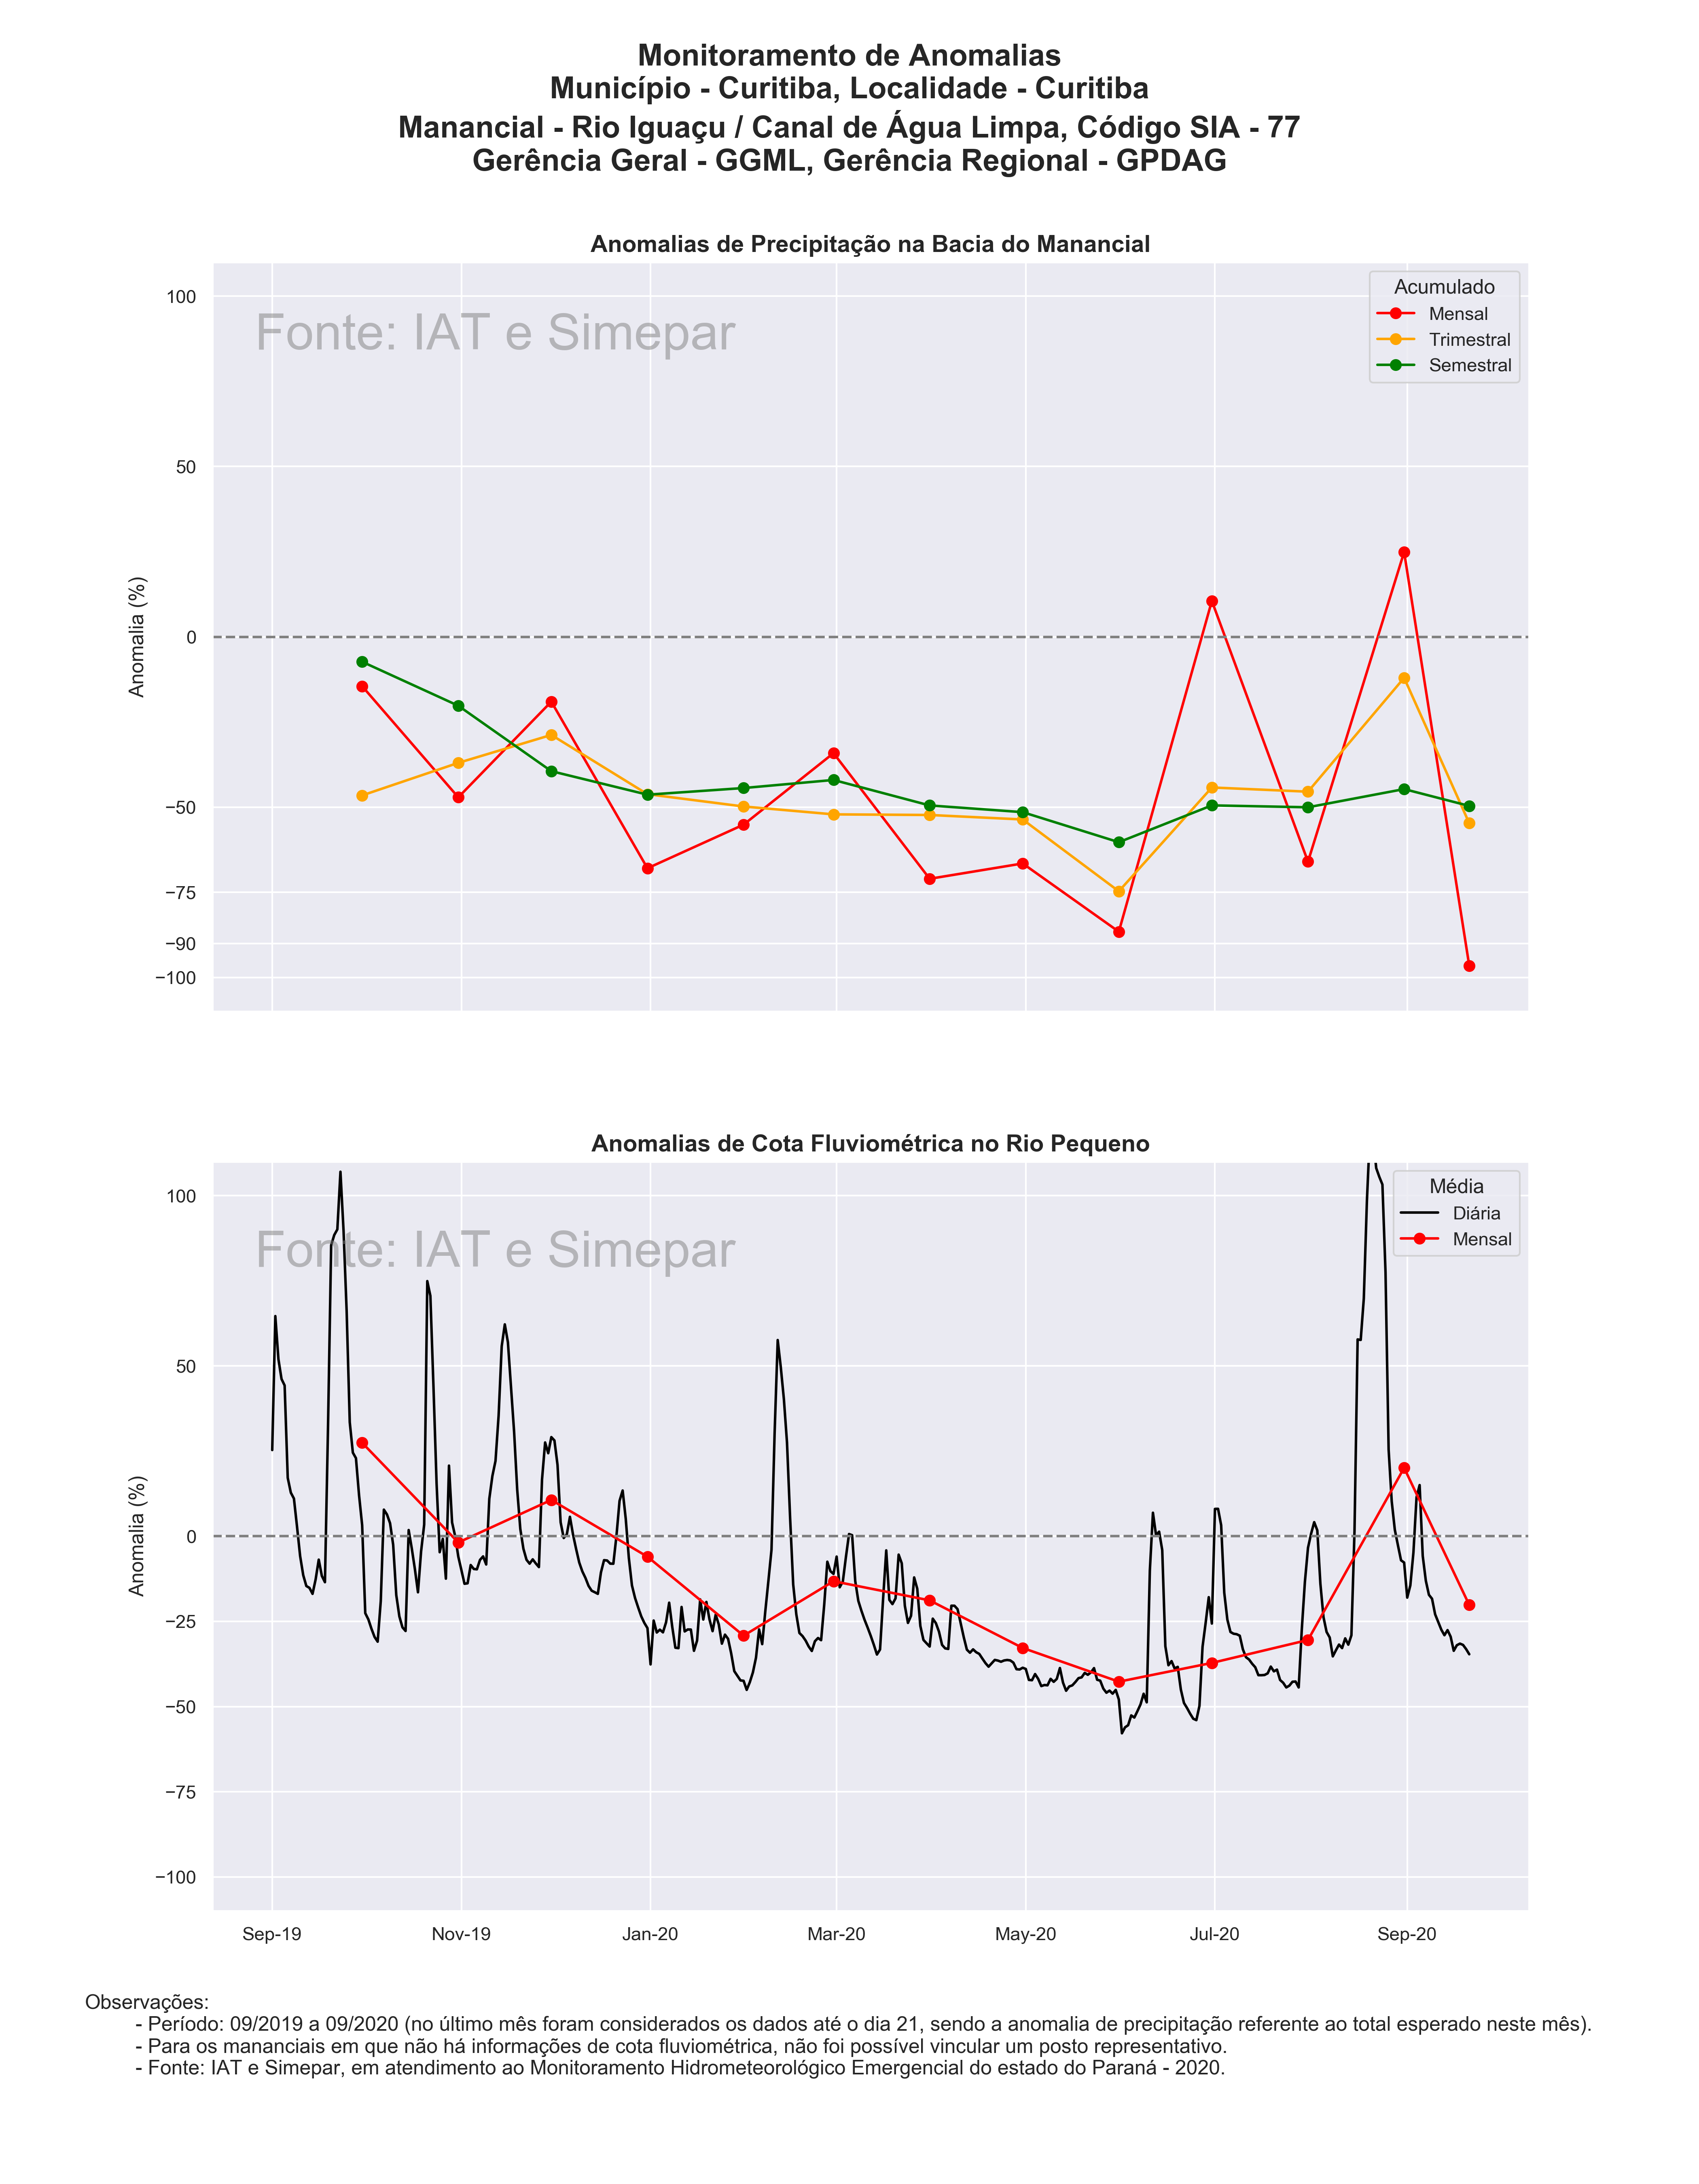 Monitoramento de Anomalias
Município - Curitiba, Localidade - Curitiba
Manancial - Rio Iguaçu / Canal de Água Limpa, Código SIA - 77
Gerência Geral - GGML, Gerência Regional - GPDAG
Anomalias de Precipitação na Bacia do Manancial
Fonte: IAT e Simepar
Acumulado
Mensal
Trimestral
Semestral
Anomalia (%)
100
50
0
−50
−75
−90
−100
Anomalias de Cota Fluviométrica no Rio Pequeno
Fonte: IAT e Simepar
Média
Diária
Mensal
Anomalia (%)
100
50
0
−25
−50
−75
−100
Sep-19 Nov-19 Jan-20 Mar-20 May-20 Jul-20 Sep-20
Observações:
- Período: 09/2019 a 09/2020 (no último mês foram considerados os dados até o dia 21, sendo a anomalia de precipitação referente ao total esperado neste mês).
- Para os mananciais em que não há informações de cota fluviométrica, não foi possível vincular um posto representativo.
- Fonte: IAT e Simepar, em atendimento ao Monitoramento Hidrometeorológico Emergencial do estado do Paraná - 2020.